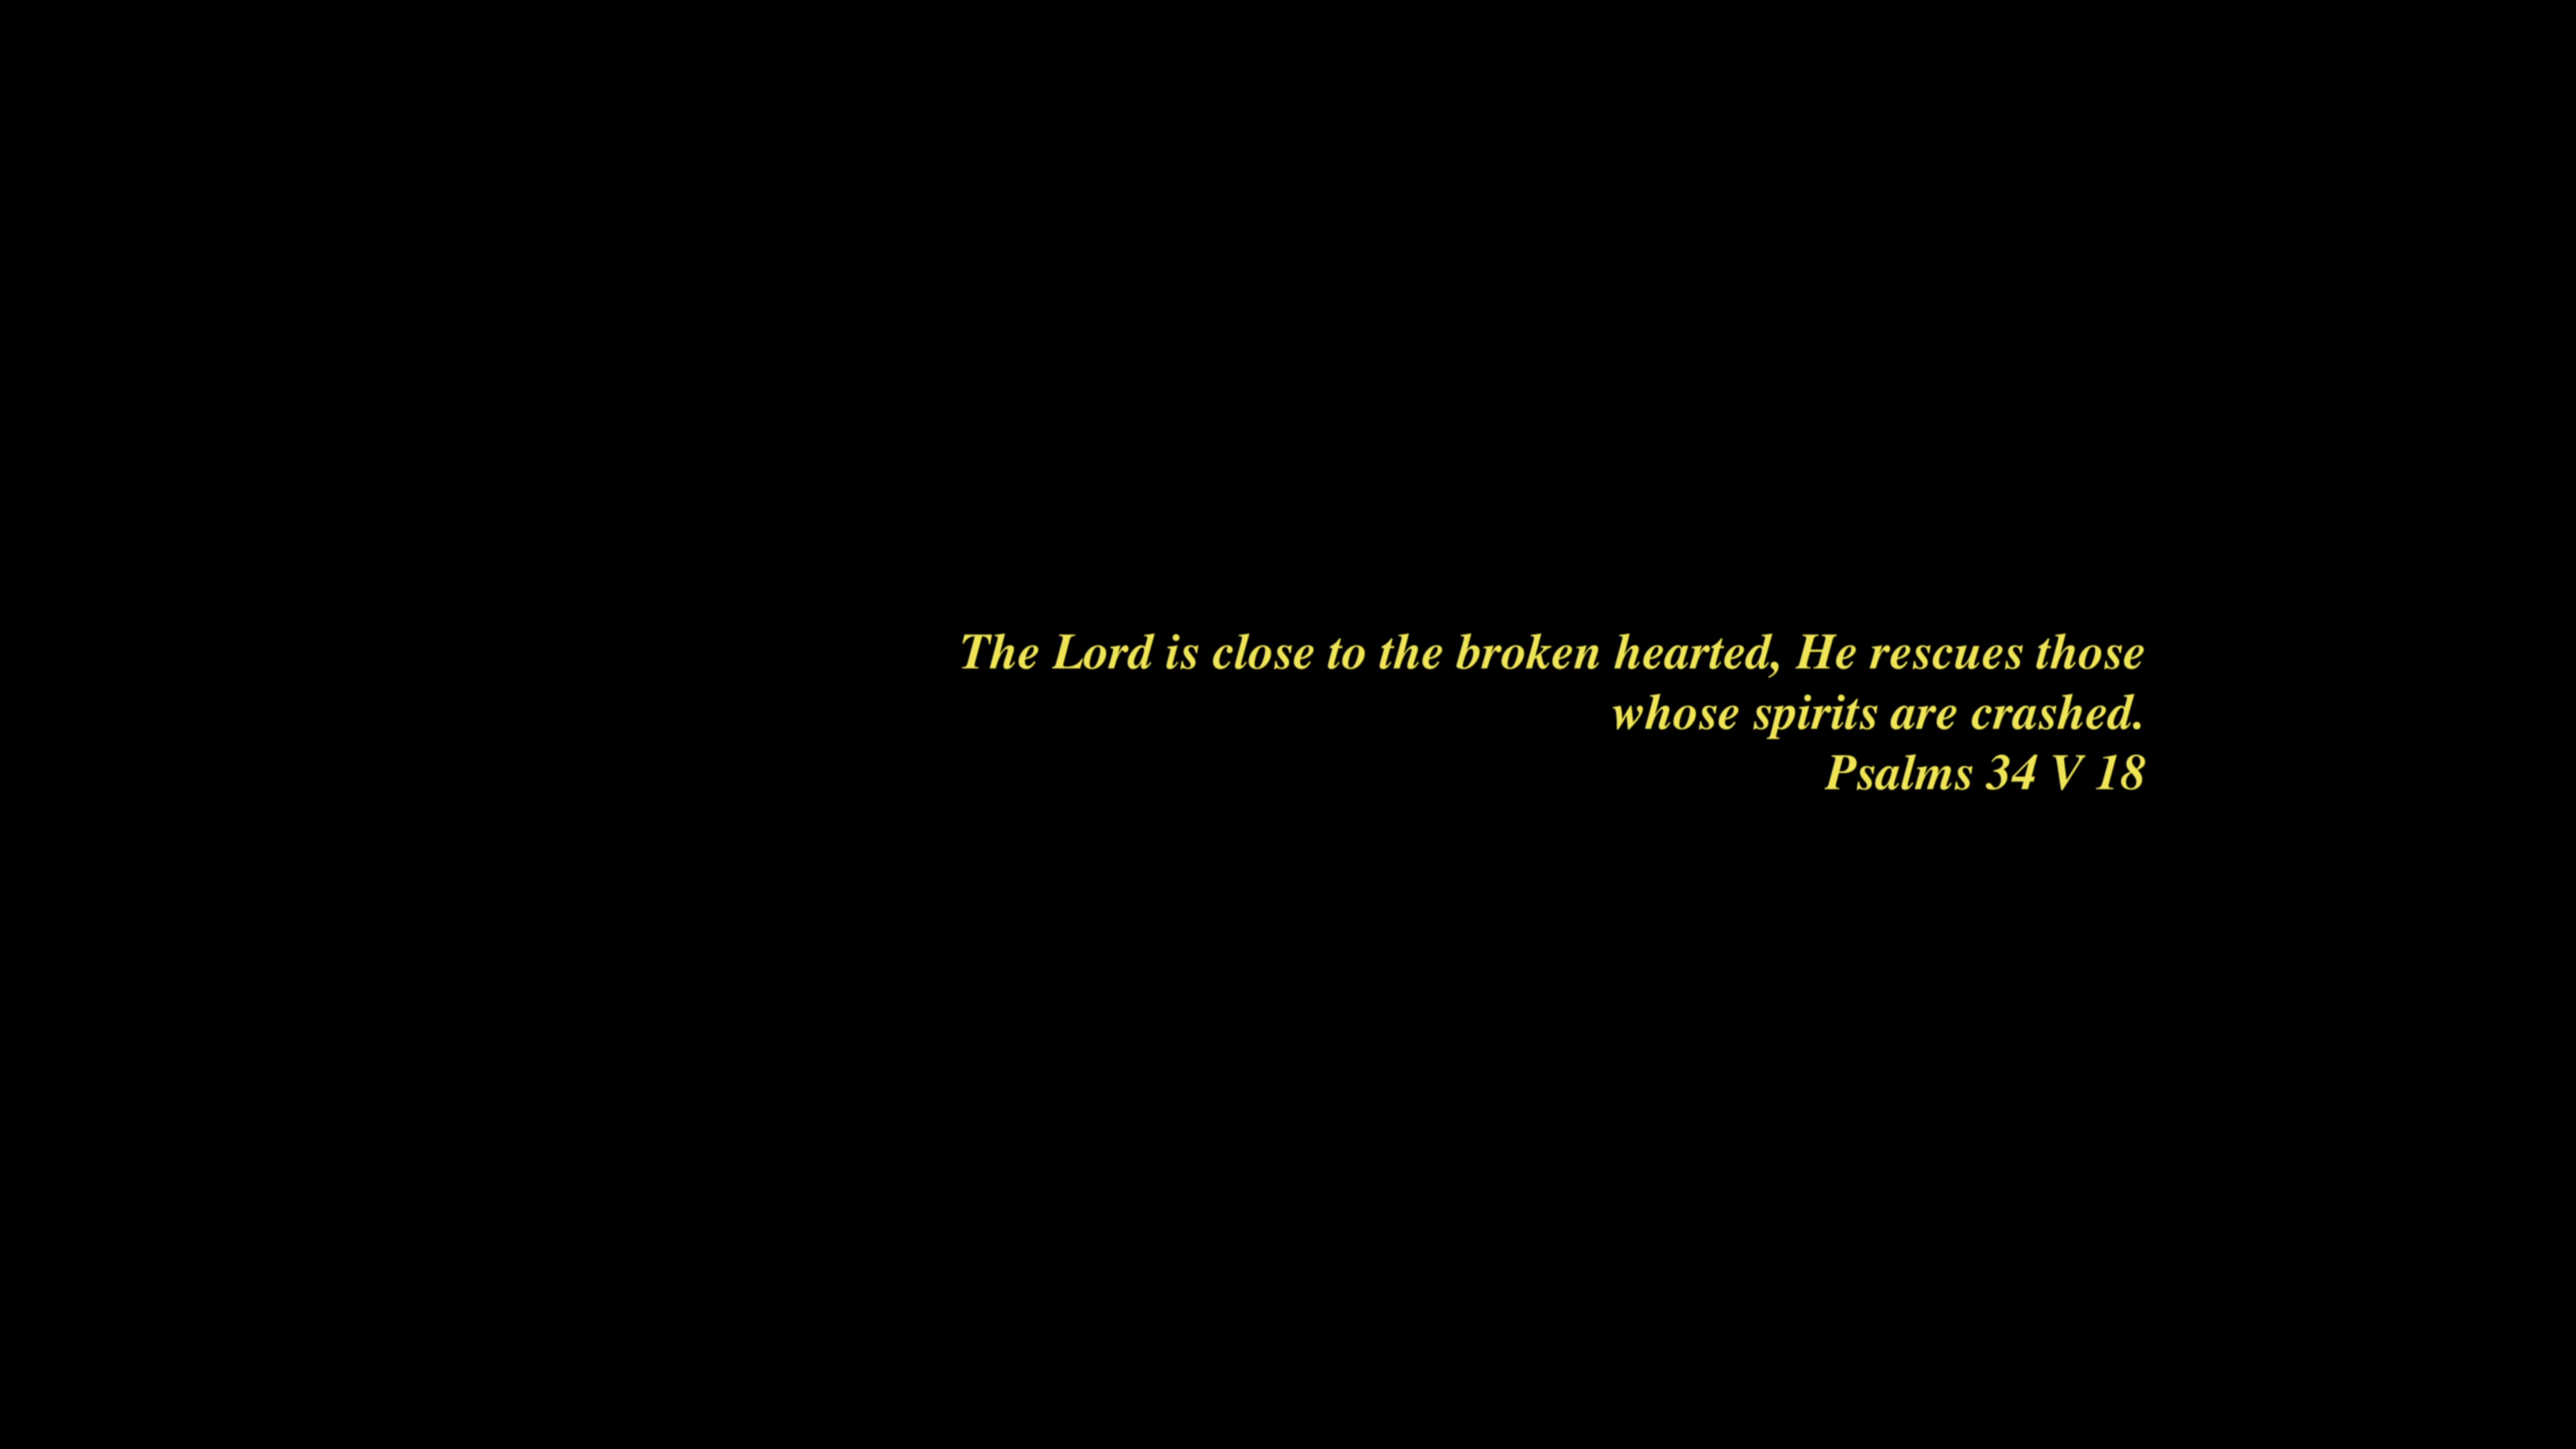 The Lord is close to the broken hearted, He rescues those
whose spirits are crashed.
Psalms 34 V 18